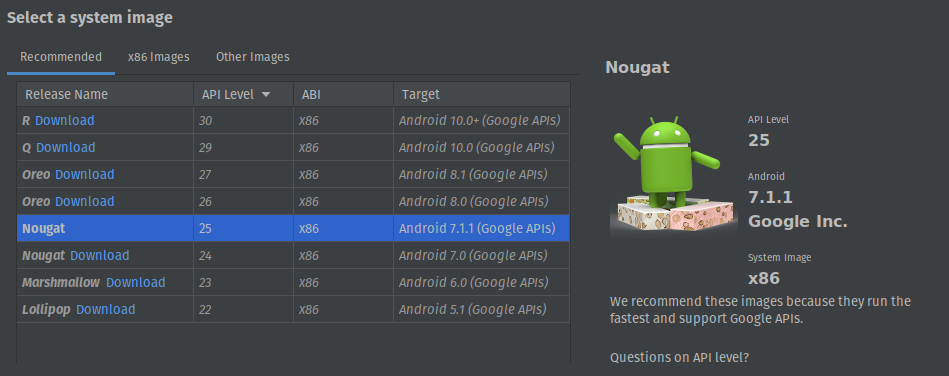 Select a system image
Recommended x86 Images Other Images
Release Name API Level ABI Target
R Download 30 x86 Android 10.0+ (Google APIs)
Q Download 29 x86 Android 10.0 (Google APIs)
Oreo Download 27 x86 Android 8.1 (Google APIs)
Oreo Download 26 x86 Android 8.0 (Google APIs)
Nougat 25 x86 Android 7.1.1 (Google APIs)
Nougat Download 24 x86 Android 7.0 (Google APIs)
Marshmallow Download 23 x86 Android 6.0 (Google APIs)
Lollipop Download 22 x86 Android 5.1 (Google APIs)
Nougat
API Level
25
Android
7.1.1
Google Inc.
System Image
x86
We recommend these images because they run the
fastest and support Google APIs.
Questions on API level?